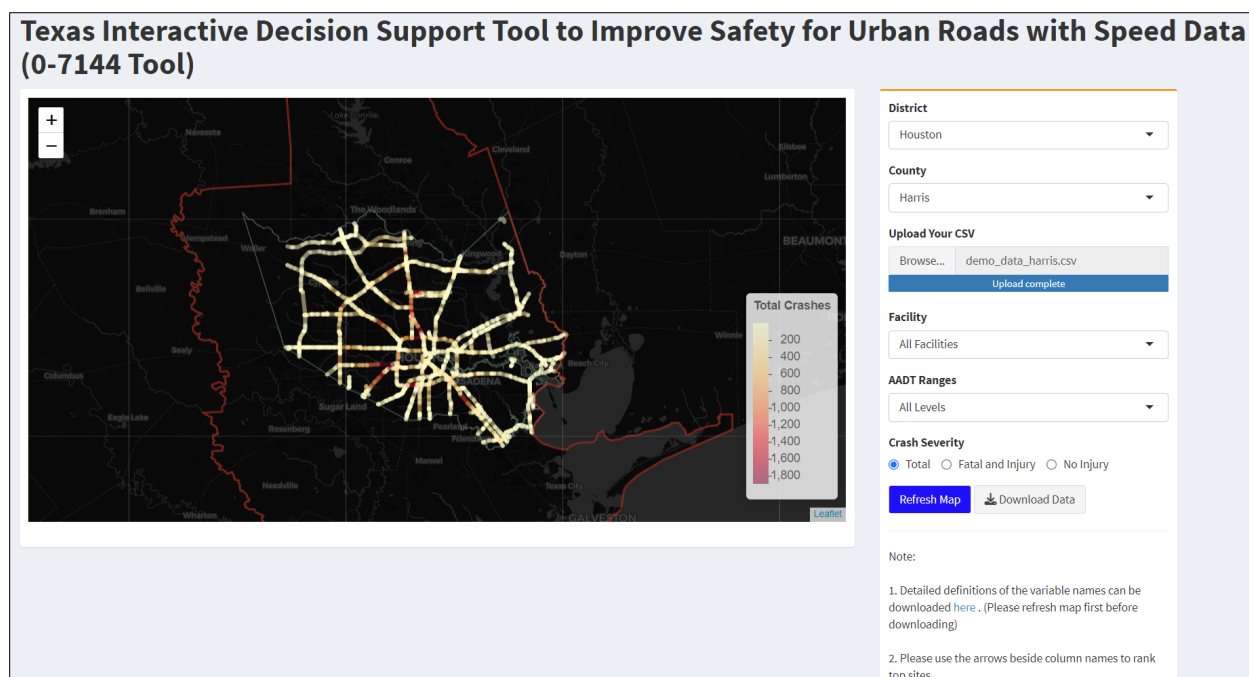 Texas Interactive Decision Support Tool to Improve Safety for Urban Roads with Speed Data
(0-7144 Tool)
+
−
Lake Conroe
Navasota
Cleveland
Silsbee
Conroe
Lumberton
Brenham
The Woodlands
Hempstead
Waller
Kingwood
Dayton
BEAUMONT
Bellville
Winnie
Sealy
Beach City
Columbus
PASADENA
Eagle Lake
Sugar Land
Rosenberg
Pearland
Manvel
Needville
Texas City
Wharton
GALVESTON
Total Crashes
200
400
600
800
1,000
1,200
1,400
1,600
1,800
Leaflet
District
Houston
County
Harris
Upload Your CSV
Browse... demo_data_harris.csv
Upload complete
Facility
All Facilities
AADT Ranges
All Levels
Crash Severity
Total Fatal and Injury No Injury
Refresh Map Download Data
Note:
1. Detailed definitions of the variable names can be
downloaded here . (Please refresh map first before
downloading)
2. Please use the arrows beside column names to rank
top sites